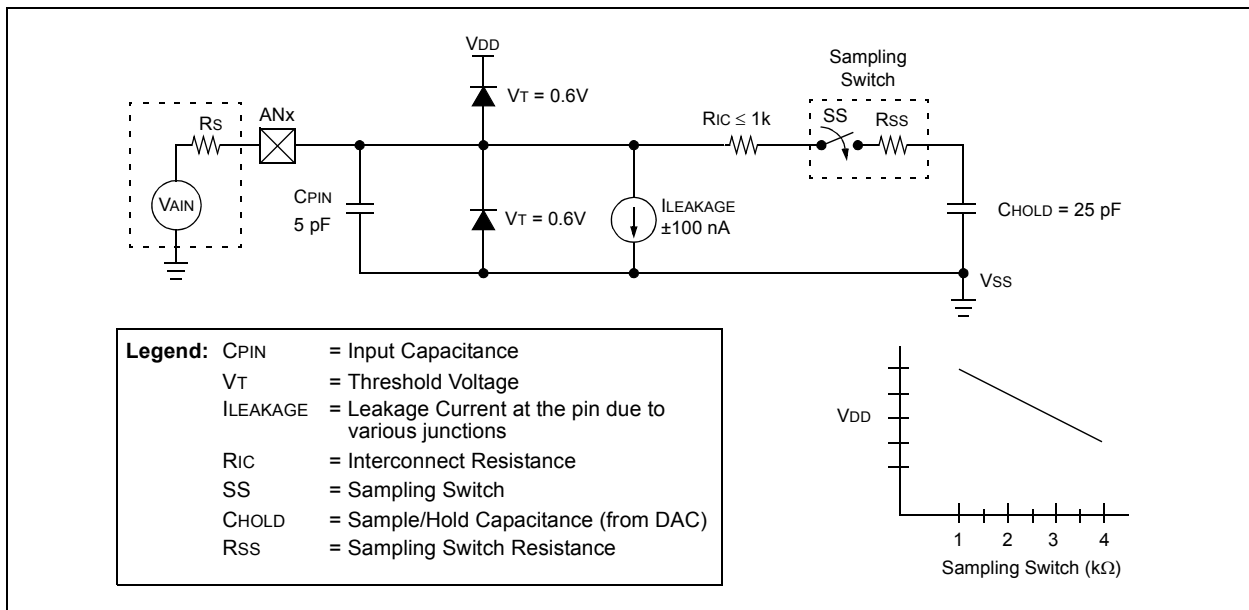 VDD
Sampling
Switch
VT = 0.6V
ANx
RS
RIC ≤ 1k
SS
RSS
VAIN
CPIN
5 pF
VT = 0.6V
ILEAKAGE
±100 nA
CHOLD = 25 pF
VSS
Legend: CPIN = Input Capacitance
VT = Threshold Voltage
ILEAKAGE = Leakage Current at the pin due to
various junctions
RIC = Interconnect Resistance
SS = Sampling Switch
CHOLD = Sample/Hold Capacitance (from DAC)
RSS = Sampling Switch Resistance
VDD
1 2 3 4
Sampling Switch (kΩ)